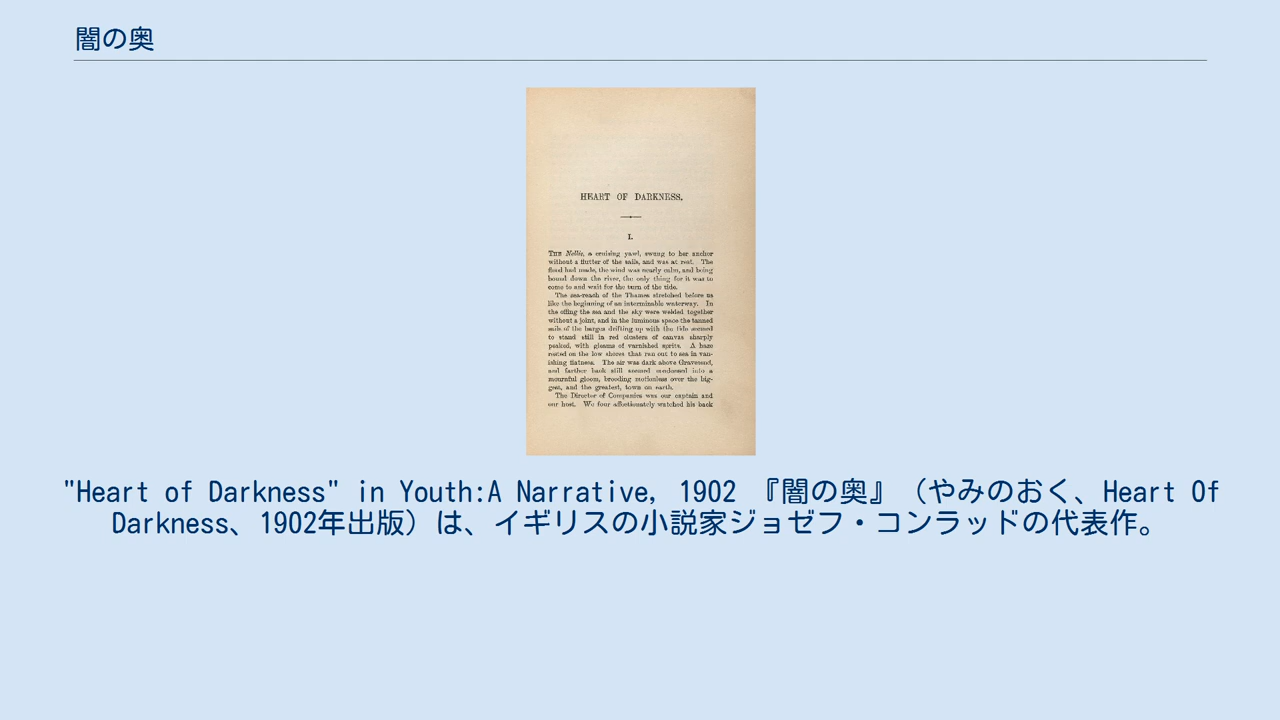 闇の奥
HEART OF DARKNESS.
I.
THE Nellie, a cruising yawl, swung to her anchor
without a flutter of the sails, and was at rest. The
flood had made, the wind was nearly calm, and being
bound down the river, the only thing for it was to
come to and wait for the turn of the tide.
The sea-reach of the Thames stretched before us
like the beginning of an interminable waterway. In
the offing the sea and the sky were welded together
without a joint, and in the luminous space the tanned
sails of the barges drifting up with the tide seemed
to stand still in red clusters of canvas sharply
peaked, with gleams of varnished sprits. A haze
rested on the low shores that ran out to sea in van-
ishing flatness. The air was dark above Gravesend,
and farther back still seemed condensed into a
mournful gloom, brooding motionless over the big-
gest, and the greatest, town on earth.
The Director of Companies was our captain and
our host. We four affectionately watched his back
"Heart of Darkness" in Youth:A Narrative, 1902 『闇の奥』（やみのおく、Heart Of
Darkness、1902年出版）は、イギリスの小説家ジョゼフ・コンラッドの代表作。